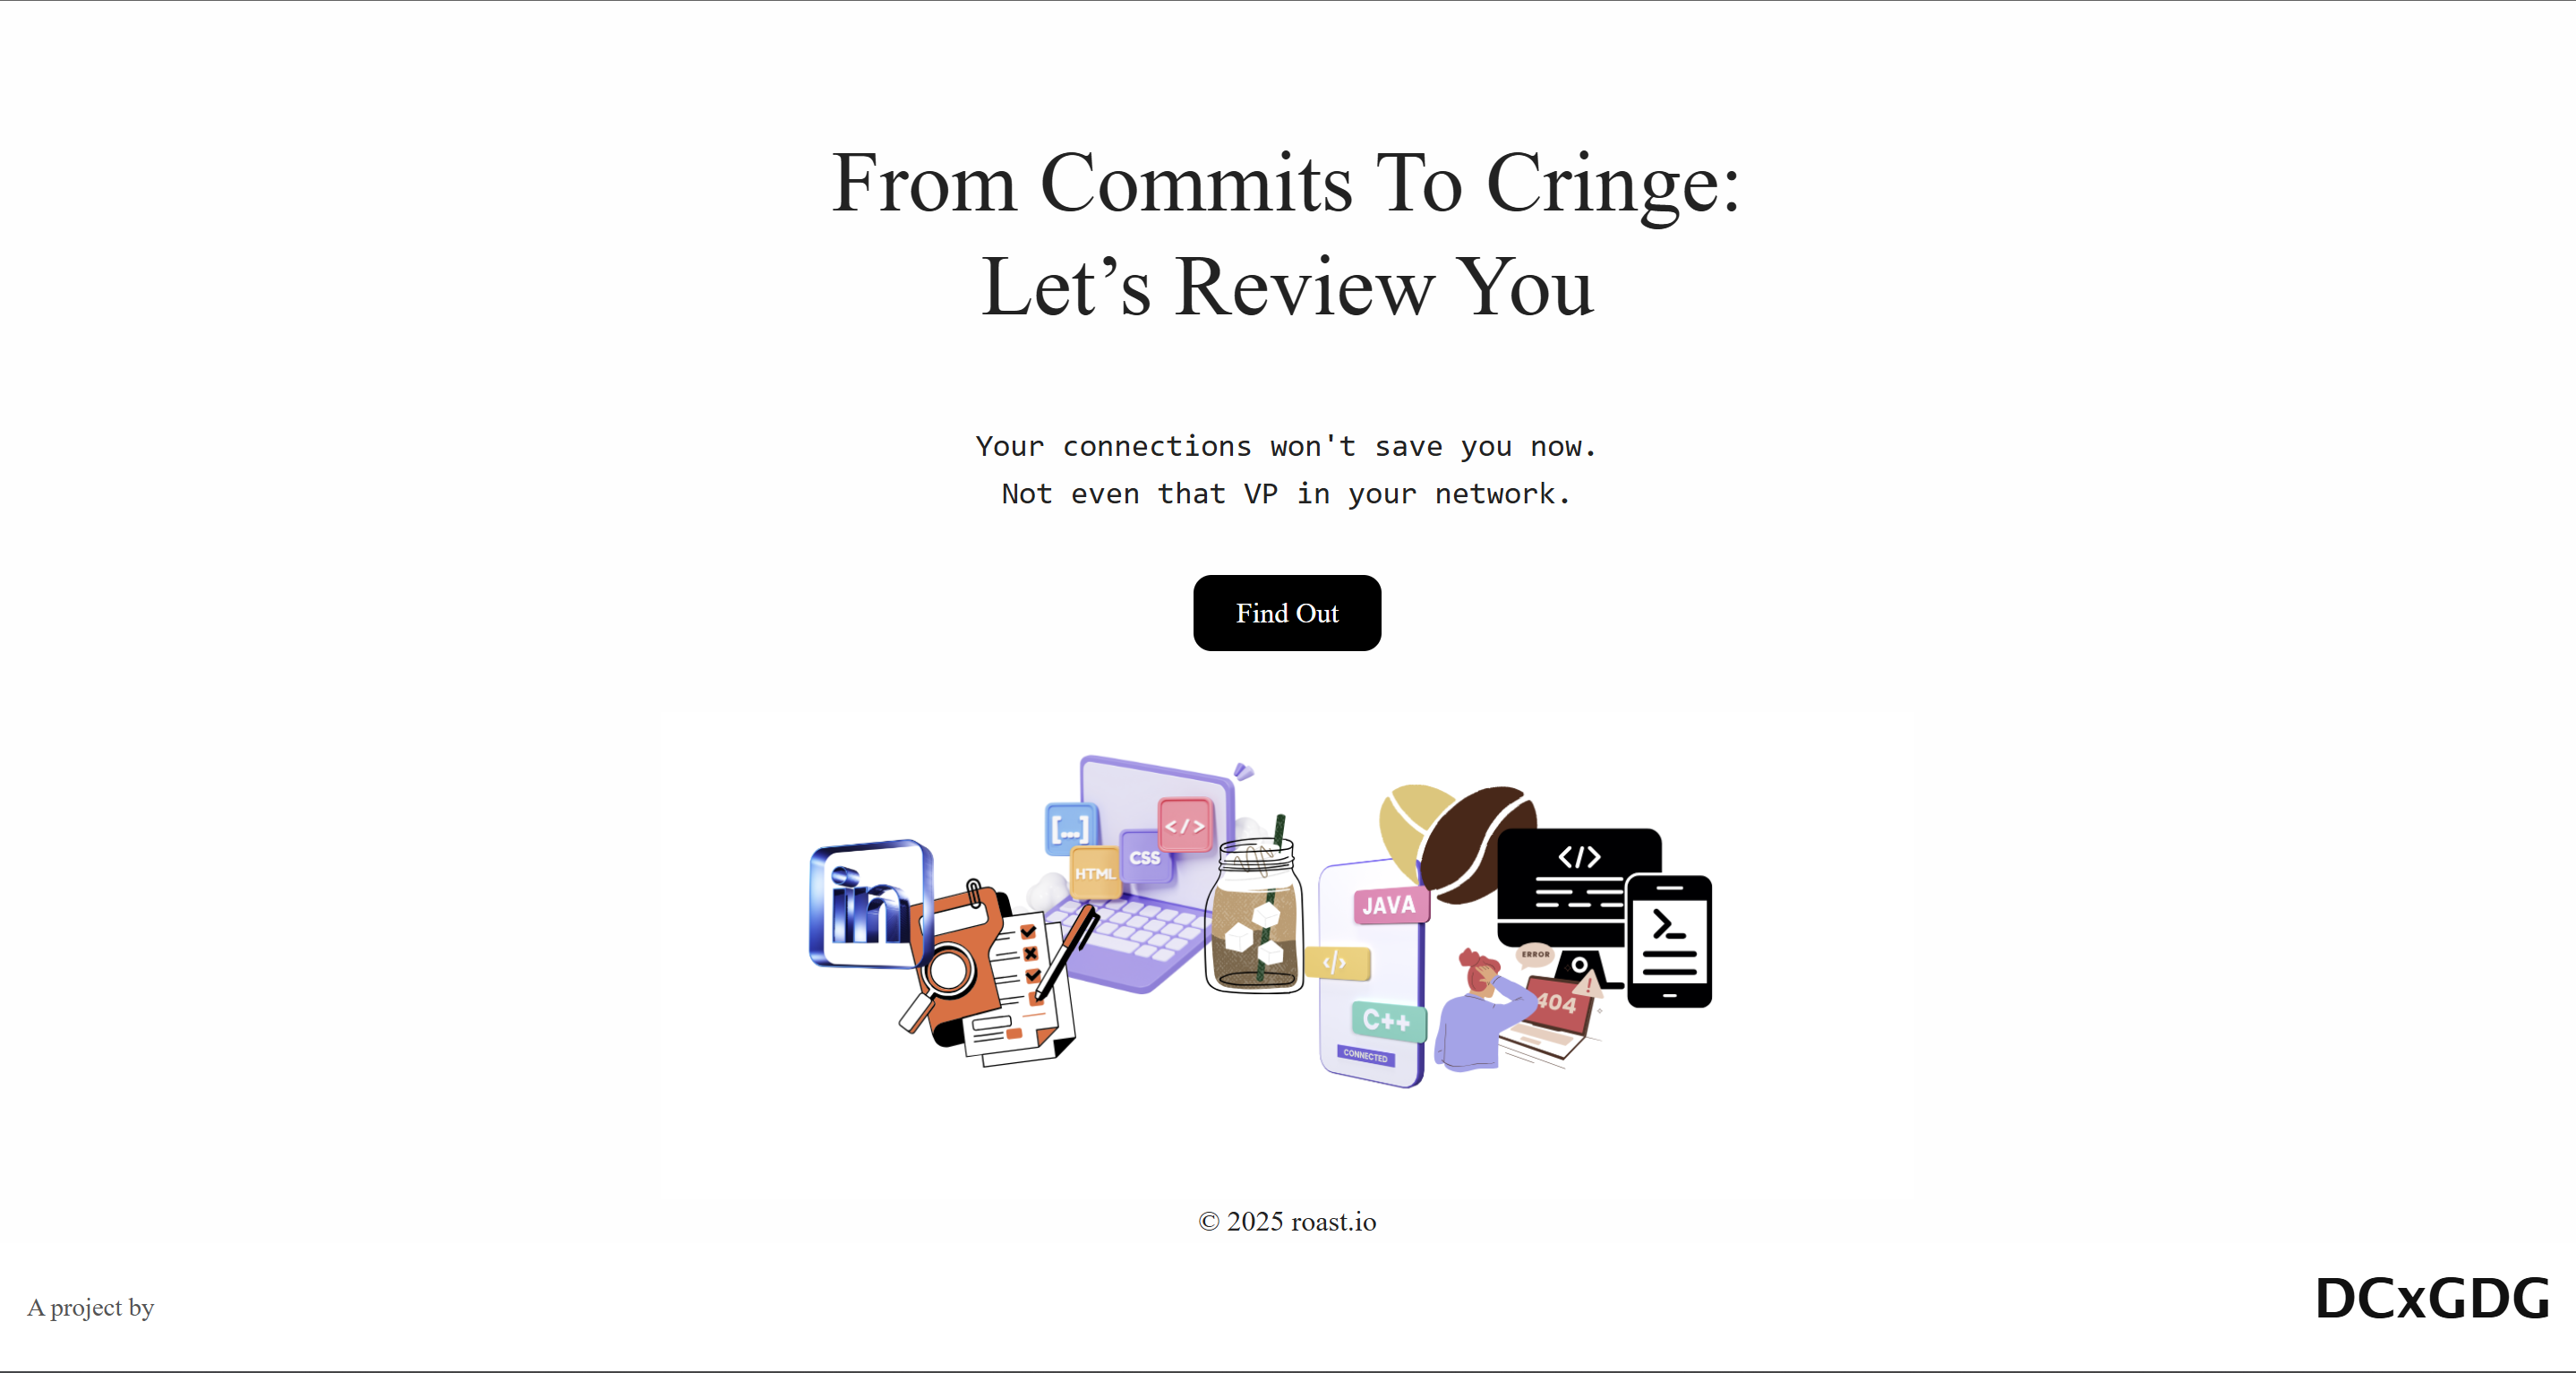 From Commits To Cringe:
Let’s Review You
Your connections won't save you now.
Not even that VP in your network.
Find Out
[...]
</>
CSS
HTML
in
JAVA
</>
</>
>_
ERROR
404
!
C++
CONNECTED
© 2025 roast.io
A project by
DCxGDG